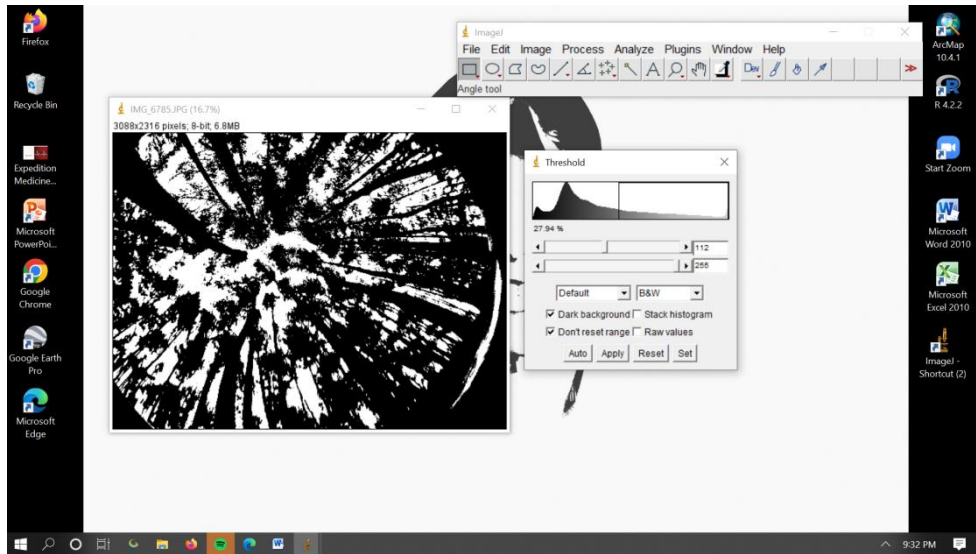 Firefox
Recycle Bin
Expedition
Medicine...
Microsoft
PowerPoi...
Google
Chrome
Google Earth
Pro
Microsoft
Edge
ImageJ
File Edit Image Process Analyze Plugins Window Help
Dev
Angle tool
IMG_6785.JPG (16.7%)
3088x2316 pixels; 8-bit; 6.8MB
Threshold
27.94 %
112
255
Default B&W
Dark background Stack histogram
Don't reset range Raw values
Auto Apply Reset Set
ArcMap
10.4.1
R 4.2.2
Start Zoom
Microsoft
Word 2010
Microsoft
Excel 2010
ImageJ -
Shortcut (2)
9:32 PM